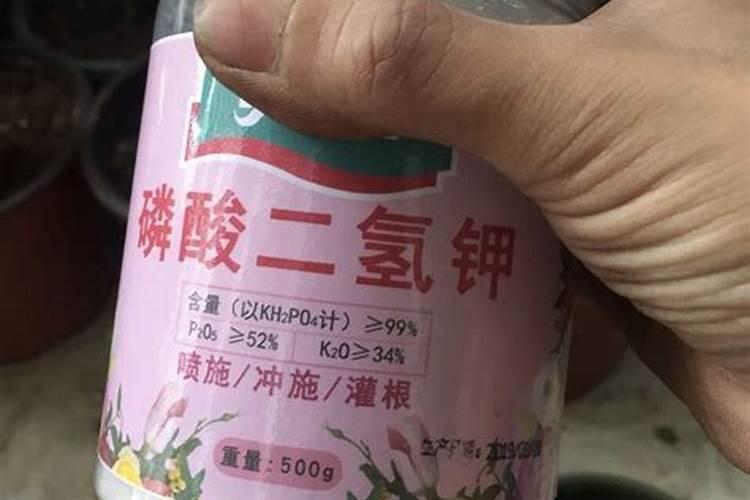 磷酸二氢钾
含量（以KH₂PO₄计）≥99%
P₂O₅ ≥52% K₂O≥34%
喷施/冲施/灌根
重量：500g